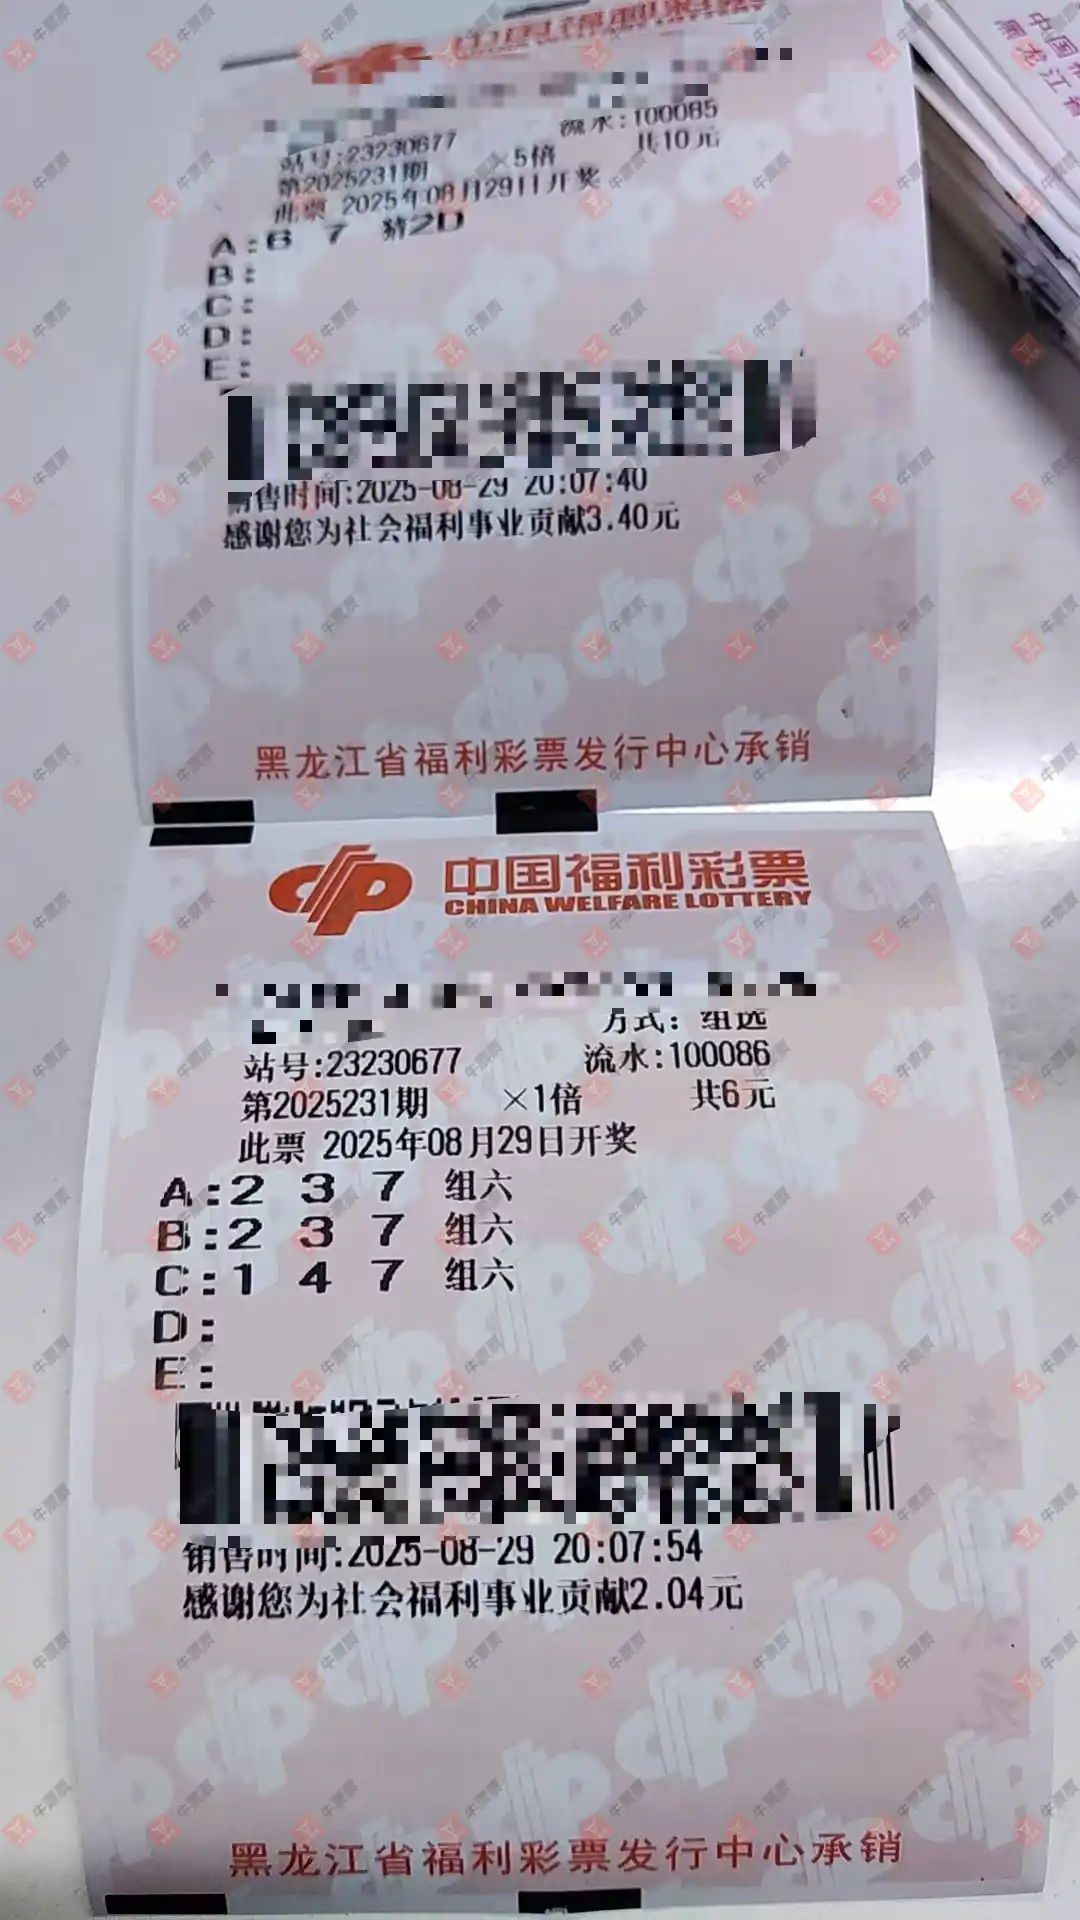 流水:100085
站号:23230677
共10元
第2025231期 ×5倍
此票 2025年08月29日开奖
A:6 7 猜2D
B:
C:
D:
E:
销售时间:2025-08-29 20:07:40
感谢您为社会福利事业贡献3.40元
黑龙江省福利彩票发行中心承销
中国福利彩票
CHINA WELFARE LOTTERY
方式:组选
站号:23230677 流水:100086
第2025231期 ×1倍 共6元
此票 2025年08月29日开奖
A:2 3 7 组六
B:2 3 7 组六
C:1 4 7 组六
D:
E:
销售时间:2025-08-29 20:07:54
感谢您为社会福利事业贡献2.04元
黑龙江省福利彩票发行中心承销
中国
黑龙江省
牛票票